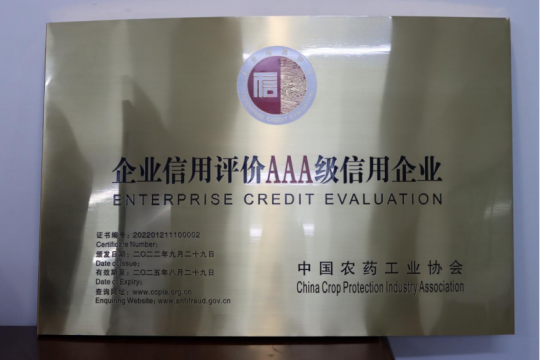 信
企业信用评价AAA级信用企业
ENTERPRISE CREDIT EVALUATION
证书编号：202201211100002
Certificate Number:
颁发日期：二〇二二年九月二十九日
Date of Issue:
有效期至：二〇二五年八月二十九日
Date of Expiry:
查询网址：www.ccpia.org.cn
Enquiring Website: www.antifraud.gov.cn
中国农药工业协会
China Crop Protection Industry Association